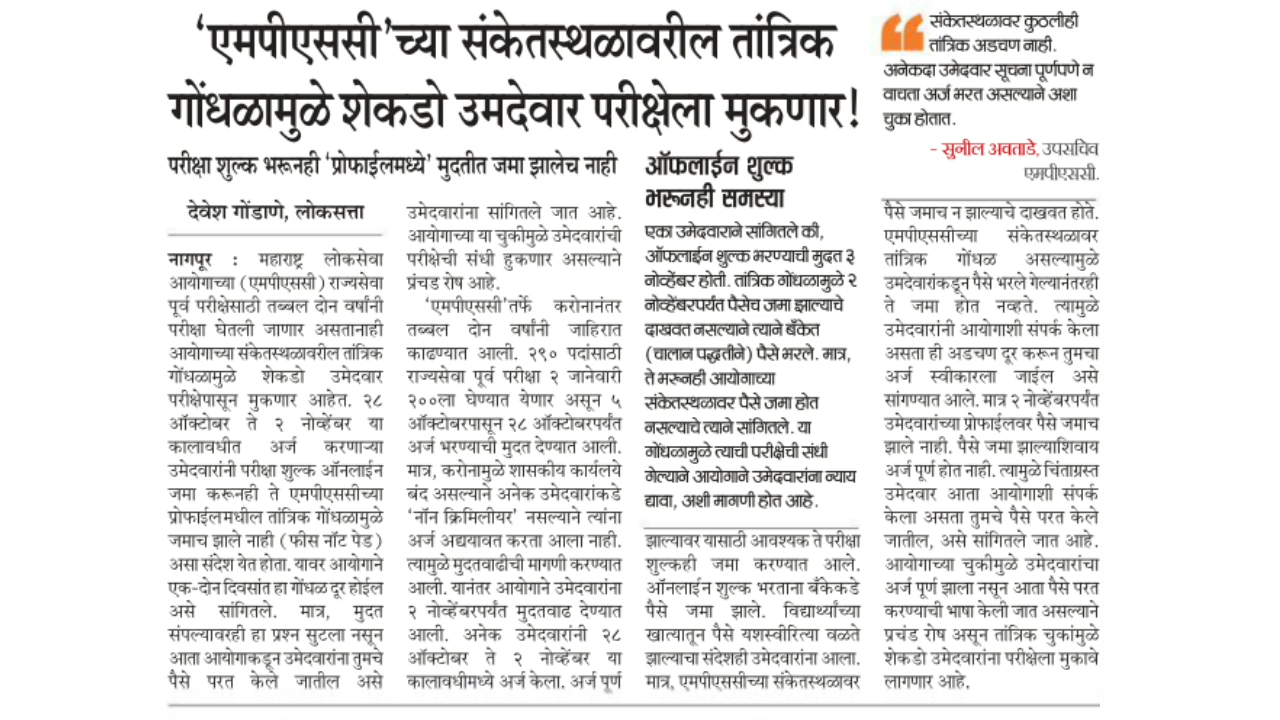 ‘एमपीएससी’च्या संकेतस्थळावरील तांत्रिक
गोंधळामुळे शेकडो उमदेवार परीक्षेला मुकणार!
परीक्षा शुल्क भरूनही ‘प्रोफाईलमध्ये’ मुदतीत जमा झालेच नाही
देवेश गोंडाणे, लोकसत्ता
नागपूर : महाराष्ट्र लोकसेवा
आयोगाच्या (एमपीएससी) राज्यसेवा
पूर्व परीक्षेसाठी तब्बल दोन वर्षांनी
परीक्षा घेतली जाणार असतानाही
आयोगाच्या संकेतस्थळावरील तांत्रिक
गोंधळामुळे शेकडो उमेदवार
परीक्षेपासून मुकणार आहेत. २८
ऑक्टोबर ते २ नोव्हेंबर या
कालावधीत अर्ज करणाऱ्या
उमेदवारांनी परीक्षा शुल्क ऑनलाईन
जमा करूनही ते एमपीएससीच्या
प्रोफाईलमधील तांत्रिक गोंधळामुळे
जमाच झाले नाही (फीस नॉट पेड)
असा संदेश येत होता. यावर आयोगाने
एक-दोन दिवसांत हा गोंधळ दूर होईल
असे सांगितले. मात्र, मुदत
संपल्यावरही हा प्रश्न सुटला नसून
आता आयोगाकडून उमेदवारांना तुमचे
पैसे परत केले जातील असे
उमेदवारांना सांगितले जात आहे.
आयोगाच्या या चुकीमुळे उमेदवारांची
परीक्षेची संधी हुकणार असल्याने
प्रंचड रोष आहे.
‘एमपीएससी’तर्फे करोनानंतर
तब्बल दोन वर्षांनी जाहिरात
काढण्यात आली. २९० पदांसाठी
राज्यसेवा पूर्व परीक्षा २ जानेवारी
२००ला घेण्यात येणार असून ५
ऑक्टोबरपासून २८ ऑक्टोबरपर्यंत
अर्ज भरण्याची मुदत देण्यात आली.
मात्र, करोनामुळे शासकीय कार्यलये
बंद असल्याने अनेक उमेदवारांकडे
‘नॉन क्रिमिलीयर’ नसल्याने त्यांना
अर्ज अद्ययावत करता आला नाही.
त्यामुळे मुदतवाढीची मागणी करण्यात
आली. यानंतर आयोगाने उमेदवारांना
२ नोव्हेंबरपर्यंत मुदतवाढ देण्यात
आली. अनेक उमेदवारांनी २८
ऑक्टोबर ते २ नोव्हेंबर या
कालावधीमध्ये अर्ज केला. अर्ज पूर्ण
ऑफलाईन शुल्क
भरूनही समस्या
एका उमेदवाराने सांगितले की,
ऑफलाईन शुल्क भरण्याची मुदत ३
नोव्हेंबर होती. तांत्रिक गोंधळामुळे २
नोव्हेंबरपर्यंत पैसेच जमा झाल्याचे
दाखवत नसल्याने त्याने बँकेत
(चालान पद्धतीने) पैसे भरले. मात्र,
ते भरूनही आयोगाच्या
संकेतस्थळावर पैसे जमा होत
नसल्याचे त्याने सांगितले. या
गोंधळामुळे त्याची परीक्षेची संधी
गेल्याने आयोगाने उमेदवारांना न्याय
द्यावा, अशी मागणी होत आहे.
झाल्यावर यासाठी आवश्यक ते परीक्षा
शुल्कही जमा करण्यात आले.
ऑनलाईन शुल्क भरताना बँकेकडे
पैसे जमा झाले. विद्यार्थ्यांच्या
खात्यातून पैसे यशस्वीरित्या वळते
झाल्याचा संदेशही उमेदवारांना आला.
मात्र, एमपीएससीच्या संकेतस्थळावर
संकेतस्थळावर कुठलीही
तांत्रिक अडचण नाही.
अनेकदा उमेदवार सूचना पूर्णपणे न
वाचता अर्ज भरत असल्याने अशा
चुका होतात.
- सुनील अवताडे, उपसचिव
एमपीएससी.
पैसे जमाच न झाल्याचे दाखवत होते.
एमपीएससीच्या संकेतस्थळावर
तांत्रिक गोंधळ असल्यामुळे
उमेदवारांकडून पैसे भरले गेल्यानंतरही
ते जमा होत नव्हते. त्यामुळे
उमेदवारांनी आयोगाशी संपर्क केला
असता ही अडचण दूर करून तुमचा
अर्ज स्वीकारला जाईल असे
सांगण्यात आले. मात्र २ नोव्हेंबरपर्यंत
उमेदवारांच्या प्रोफाईलवर पैसे जमाच
झाले नाही. पैसे जमा झाल्याशिवाय
अर्ज पूर्ण होत नाही. त्यामुळे चिंताग्रस्त
उमेदवार आता आयोगाशी संपर्क
केला असता तुमचे पैसे परत केले
जातील, असे सांगितले जात आहे.
आयोगाच्या चुकीमुळे उमेदवारांचा
अर्ज पूर्ण झाला नसून आता पैसे परत
करण्याची भाषा केली जात असल्याने
प्रचंड रोष असून तांत्रिक चुकांमुळे
शेकडो उमेदवारांना परीक्षेला मुकावे
लागणार आहे.